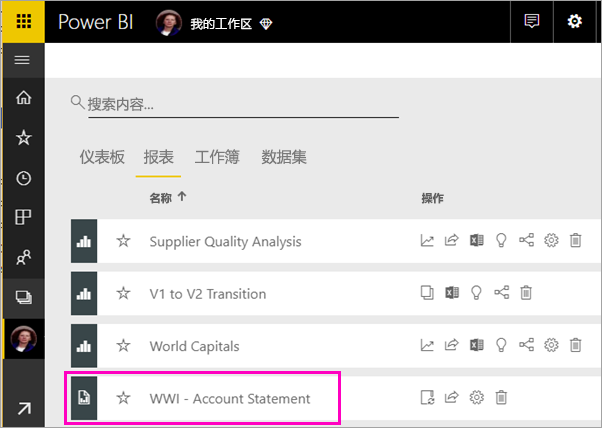 Power BI 我的工作区
搜索内容...
仪表板 报表 工作簿 数据集
名称 操作
Supplier Quality Analysis
V1 to V2 Transition
World Capitals
WWI - Account Statement